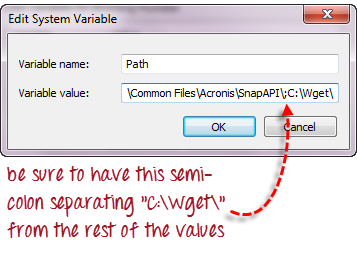 Edit System Variable
Variable name:
Path
Variable value:
\Common Files\Acronis\SnapAPI\;C:\Wget\
OK
Cancel
be sure to have this semi-
colon separating "C:\Wget\"
from the rest of the values